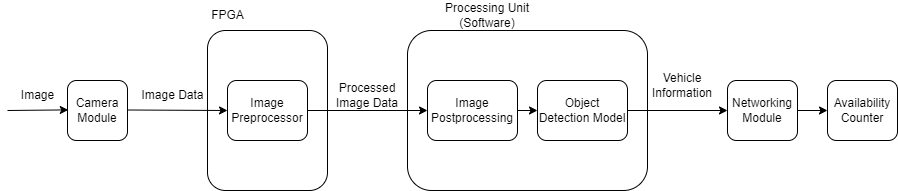 FPGA
Processing Unit
(Software)
Image
Camera
Module
Image Data
Image
Preprocessor
Processed
Image Data
Image
Postprocessing
Object
Detection Model
Vehicle
Information
Networking
Module
Availability
Counter